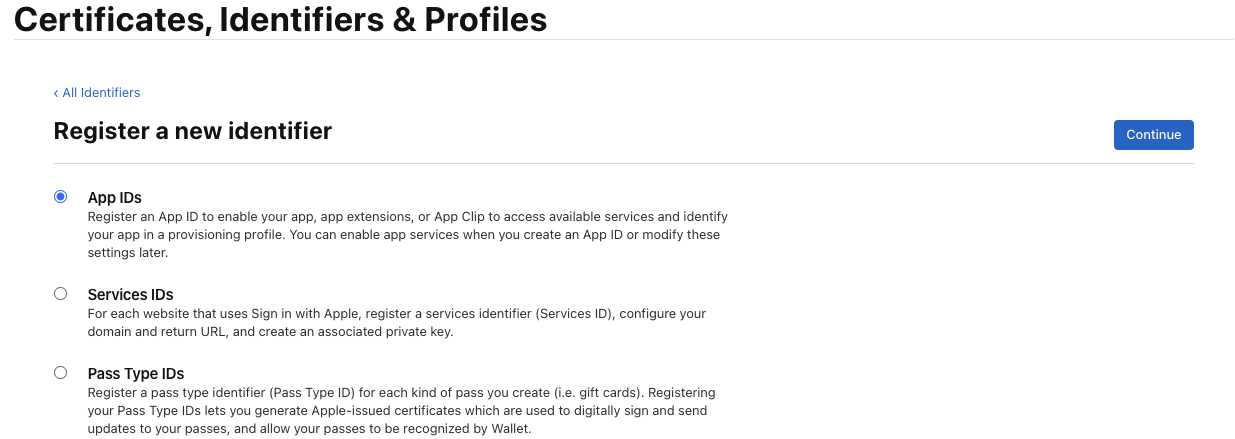 Certificates, Identifiers & Profiles
‹ All Identifiers
Register a new identifier
Continue
App IDs
Register an App ID to enable your app, app extensions, or App Clip to access available services and identify
your app in a provisioning profile. You can enable app services when you create an App ID or modify these
settings later.
Services IDs
For each website that uses Sign in with Apple, register a services identifier (Services ID), configure your
domain and return URL, and create an associated private key.
Pass Type IDs
Register a pass type identifier (Pass Type ID) for each kind of pass you create (i.e. gift cards). Registering
your Pass Type IDs lets you generate Apple-issued certificates which are used to digitally sign and send
updates to your passes, and allow your passes to be recognized by Wallet.